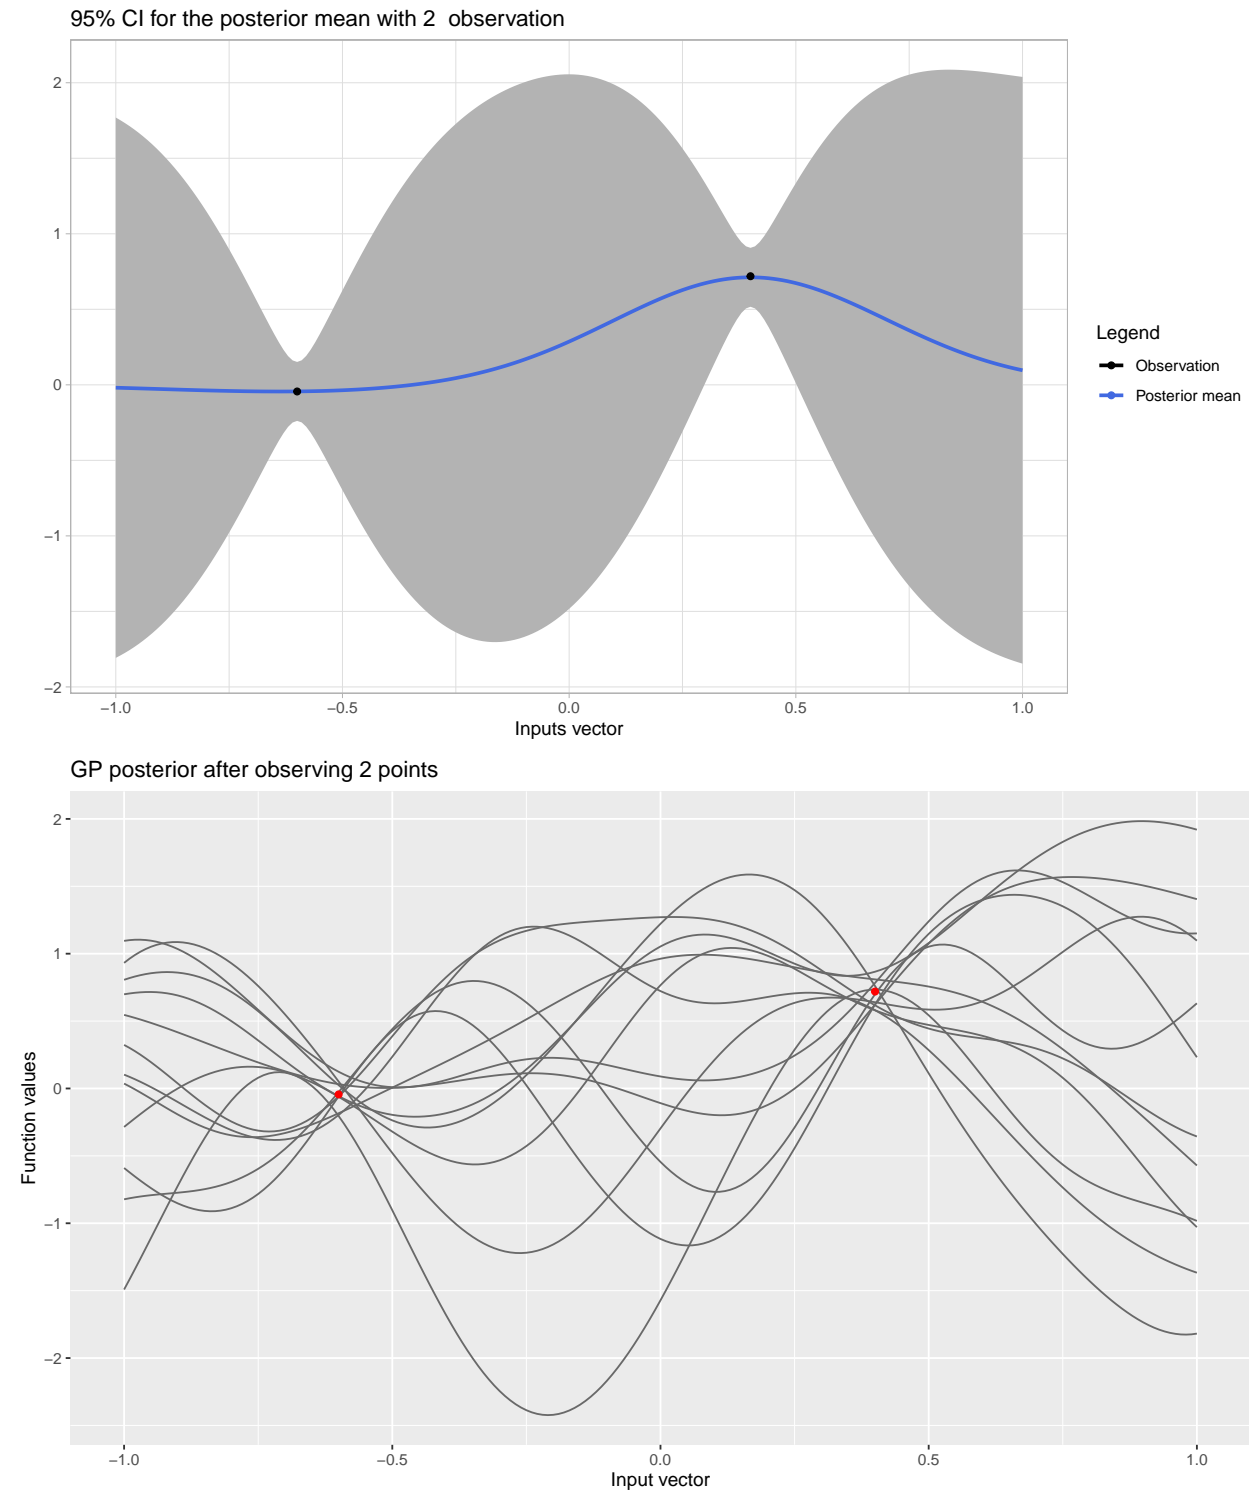 95% CI for the posterior mean with 2  observation
2
1
0
−1
−2
−1.0 −0.5 0.0 0.5 1.0
Inputs vector
Legend
Observation
Posterior mean
GP posterior after observing 2 points
Function values
2
1
0
−1
−2
−1.0 −0.5 0.0 0.5 1.0
Input vector